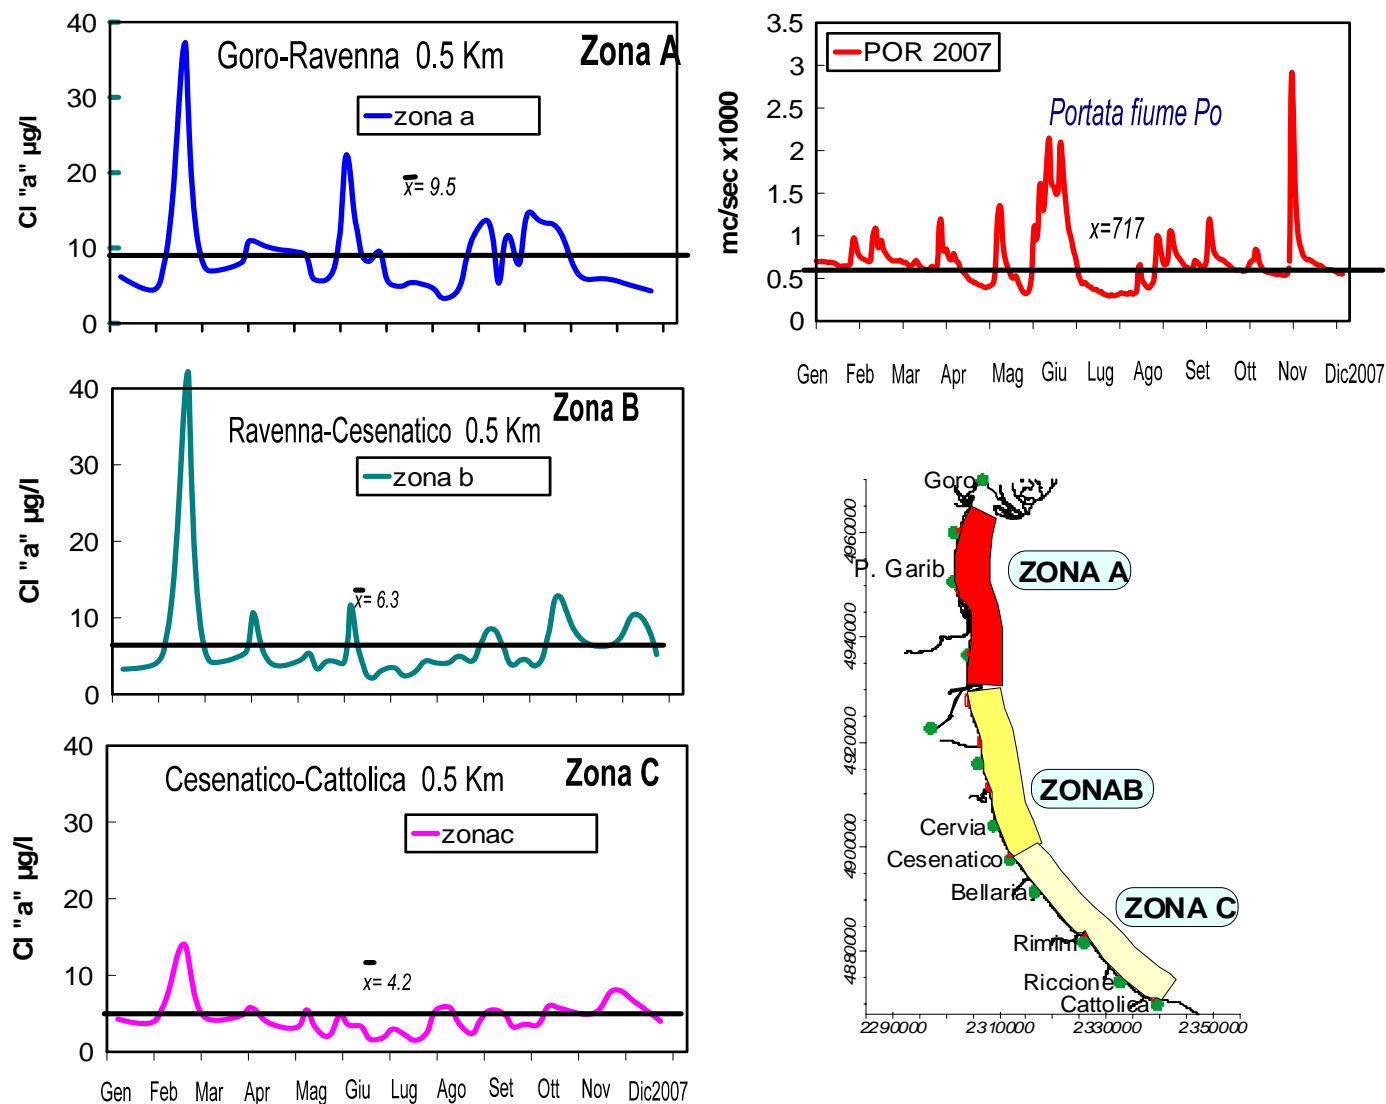 40
30
20
10
0
Cl "a" µg/l
Goro-Ravenna 0.5 Km
Zona A
zona a
x= 9.5
3.5
3
2.5
2
1.5
1
0.5
0
mc/sec x1000
POR 2007
Portata fiume Po
x=717
Gen Feb Mar Apr Mag Giu Lug Ago Set Ott Nov Dic2007
40
30
20
10
0
Cl "a" µg/l
Zona B
Ravenna-Cesenatico 0.5 Km
zona b
x= 6.3
40
30
20
10
0
Cl "a" µg/l
Cesenatico-Cattolica 0.5 Km
Zona C
zonac
x= 4.2
Gen Feb Mar Apr Mag Giu Lug Ago Set Ott Nov Dic2007
4960000
4940000
4920000
4900000
4880000
Goro
P. Garib
ZONA A
ZONAB
Cervia
Cesenatico
Bellaria
ZONA C
Rimini
Riccione
Cattolica
2290000 2310000 2330000 2350000